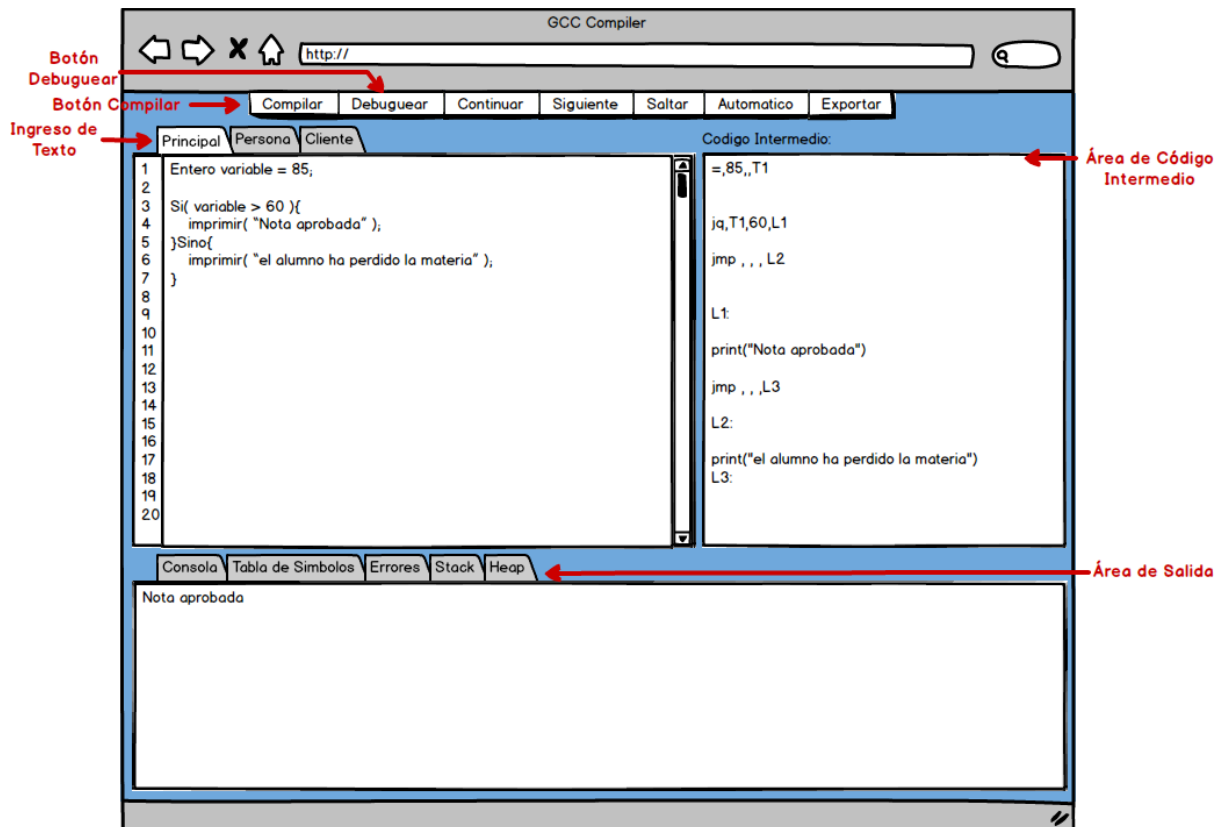 GCC Compiler
http://
Botón
Debuguear
Botón Compilar
Compilar Debuguear Continuar Siguiente Saltar Automatico Exportar
Ingreso de
Texto
Principal Persona Cliente
Codigo Intermedio:
Área de Código
Intermedio
1 Entero variable = 85;
2
3 Si( variable > 60 ){
4 imprimir( "Nota aprobada" );
5 }Sino{
6 imprimir( "el alumno ha perdido la materia" );
7 }
8
9
10
11
12
13
14
15
16
17
18
19
20
=,85,,T1
jq,T1,60,L1
jmp , , , L2
L1:
print("Nota aprobada")
jmp , , ,L3
L2:
print("el alumno ha perdido la materia")
L3:
Consola Tabla de Simbolos Errores Stack Heap
Área de Salida
Nota aprobada